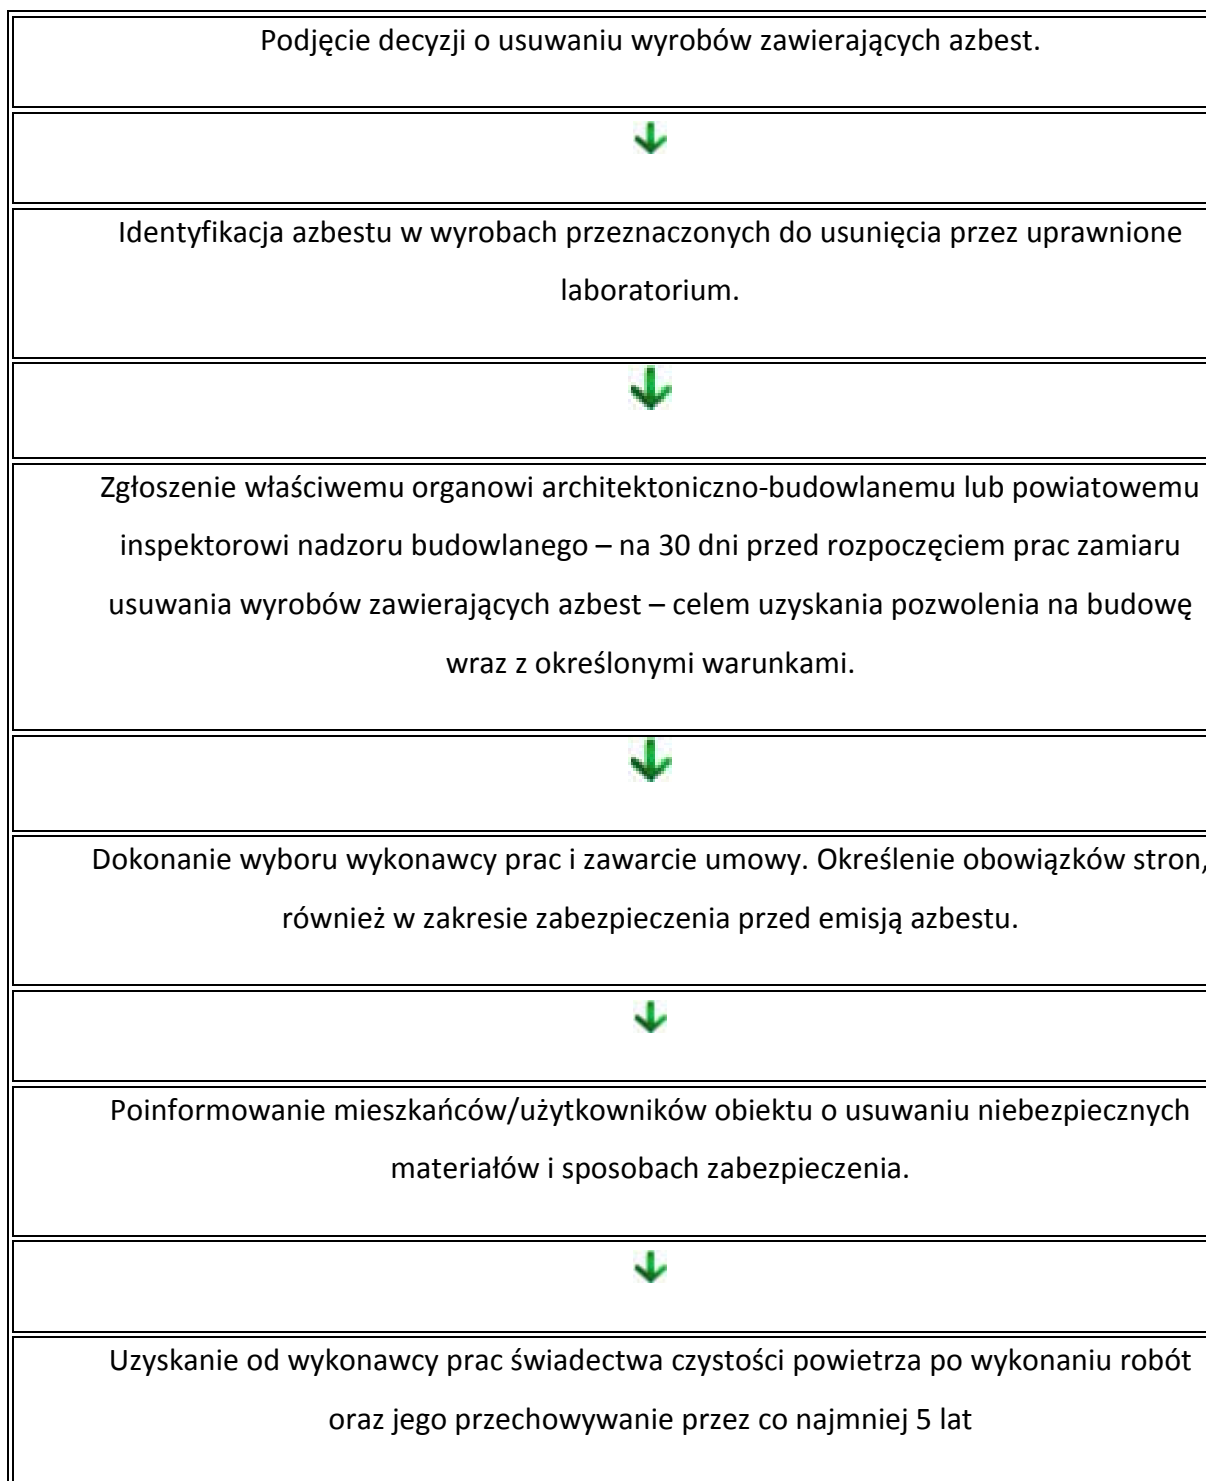 Podjęcie decyzji o usuwaniu wyrobów zawierających azbest.
Identyfikacja azbestu w wyrobach przeznaczonych do usunięcia przez uprawnione
laboratorium.
Zgłoszenie właściwemu organowi architektoniczno-budowlanemu lub powiatowemu
inspektorowi nadzoru budowlanego – na 30 dni przed rozpoczęciem prac zamiaru
usuwania wyrobów zawierających azbest – celem uzyskania pozwolenia na budowę
wraz z określonymi warunkami.
Dokonanie wyboru wykonawcy prac i zawarcie umowy. Określenie obowiązków stron,
również w zakresie zabezpieczenia przed emisją azbestu.
Poinformowanie mieszkańców/użytkowników obiektu o usuwaniu niebezpiecznych
materiałów i sposobach zabezpieczenia.
Uzyskanie od wykonawcy prac świadectwa czystości powietrza po wykonaniu robót
oraz jego przechowywanie przez co najmniej 5 lat